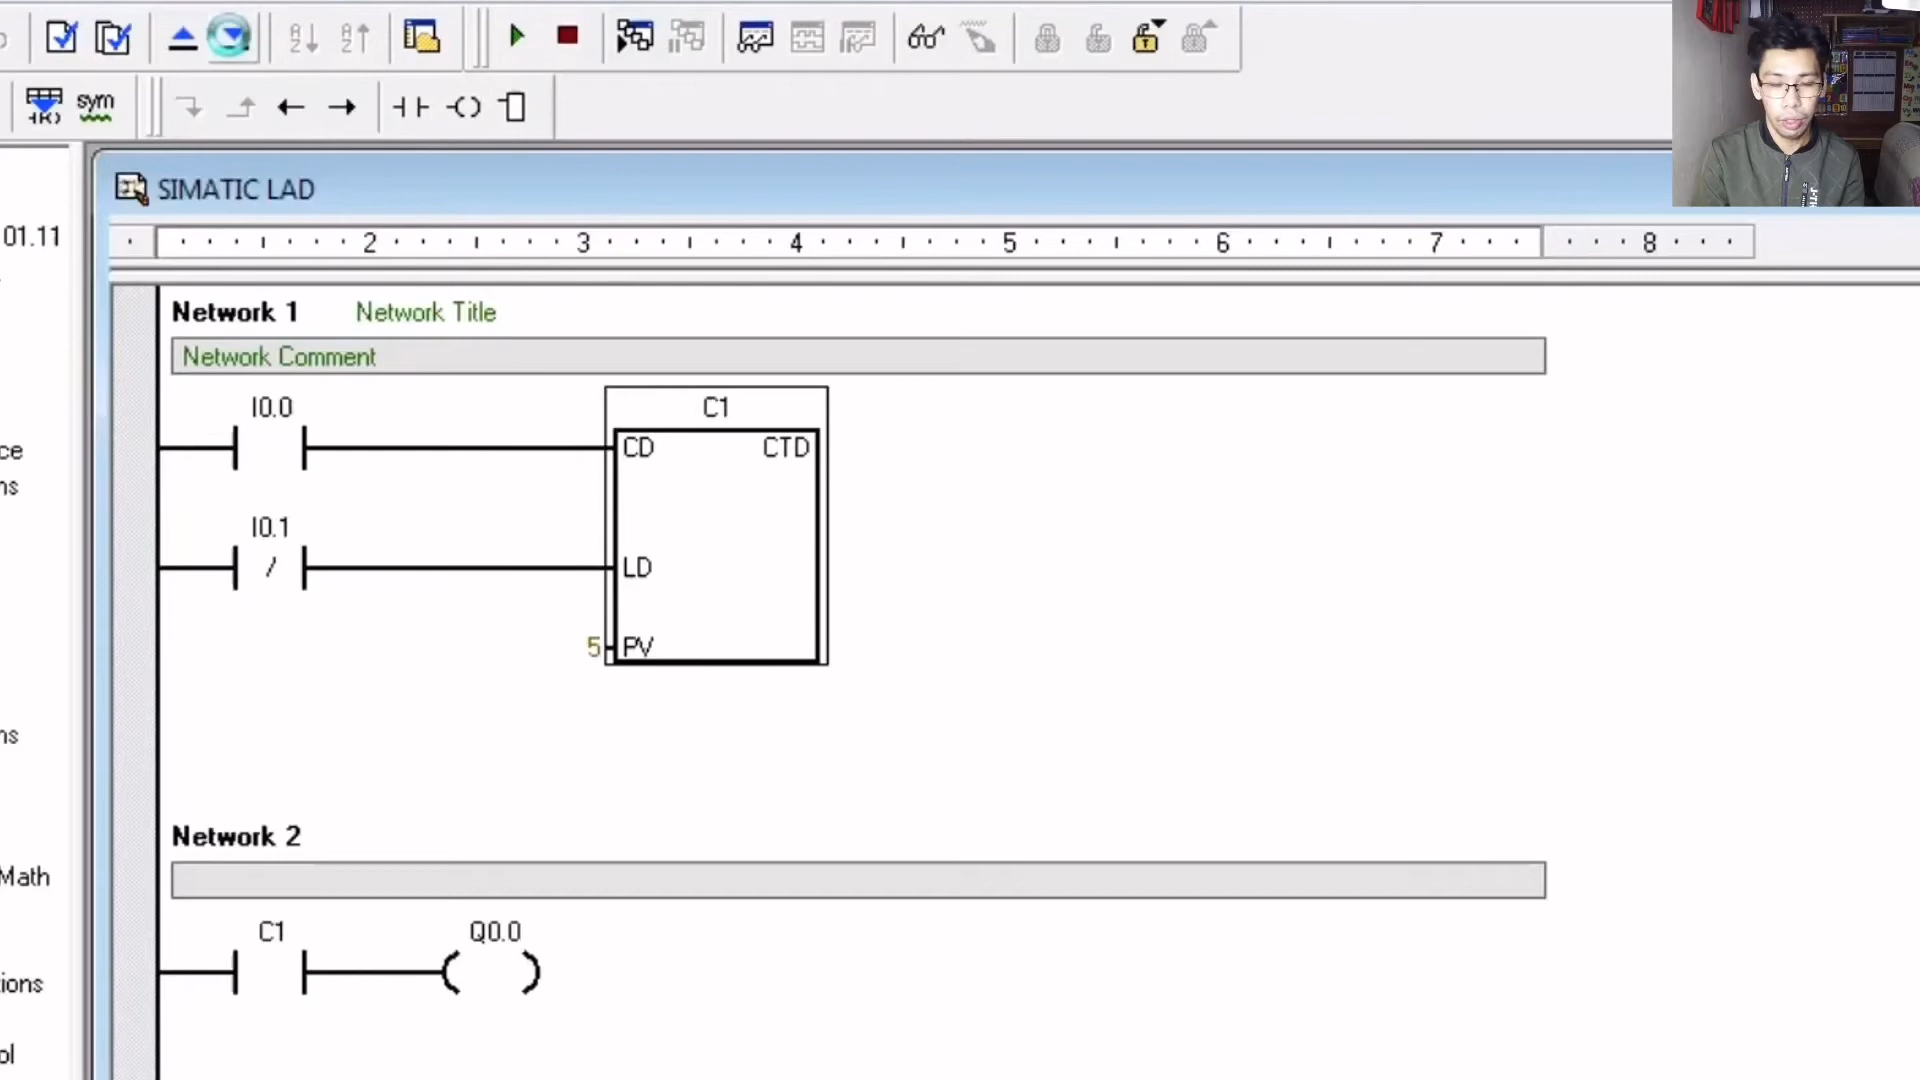 sym
SIMATIC LAD
01.11
2 3 4 5 6 7 8
Network 1 Network Title
Network Comment
I0.0
C1
CD CTD
I0.1
/
LD
5 PV
ce
ns
ns
Math
tions
ol
Network 2
C1 Q0.0